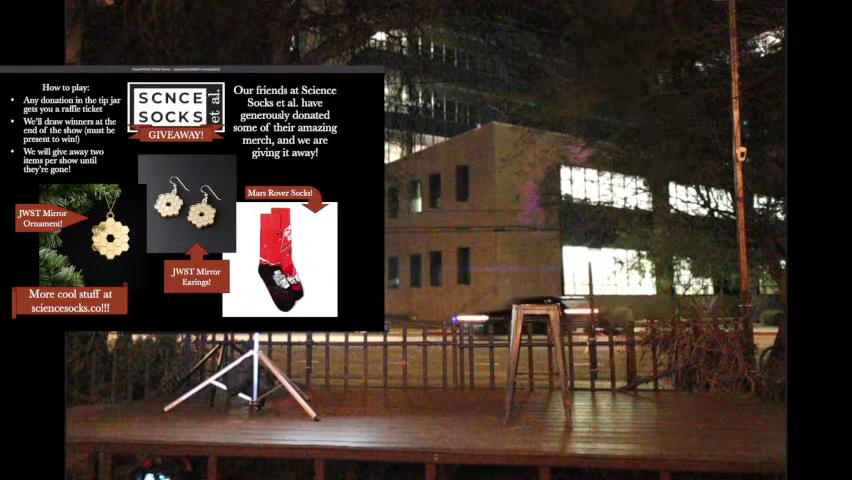 How to play:
• Any donation in the tip jar
gets you a raffle ticket
• We'll draw winners at the
end of the show (must be
present to win!)
• We will give away two
items per show until
they're gone!
SCNCE
SOCKS
et al.
GIVEAWAY!
Our friends at Science
Socks et al. have
generously donated
some of their amazing
merch, and we are
giving it away!
JWST Mirror
Ornament!
JWST Mirror
Earings!
Mars Rover Socks!
More cool stuff at
sciencesocks.co!!!